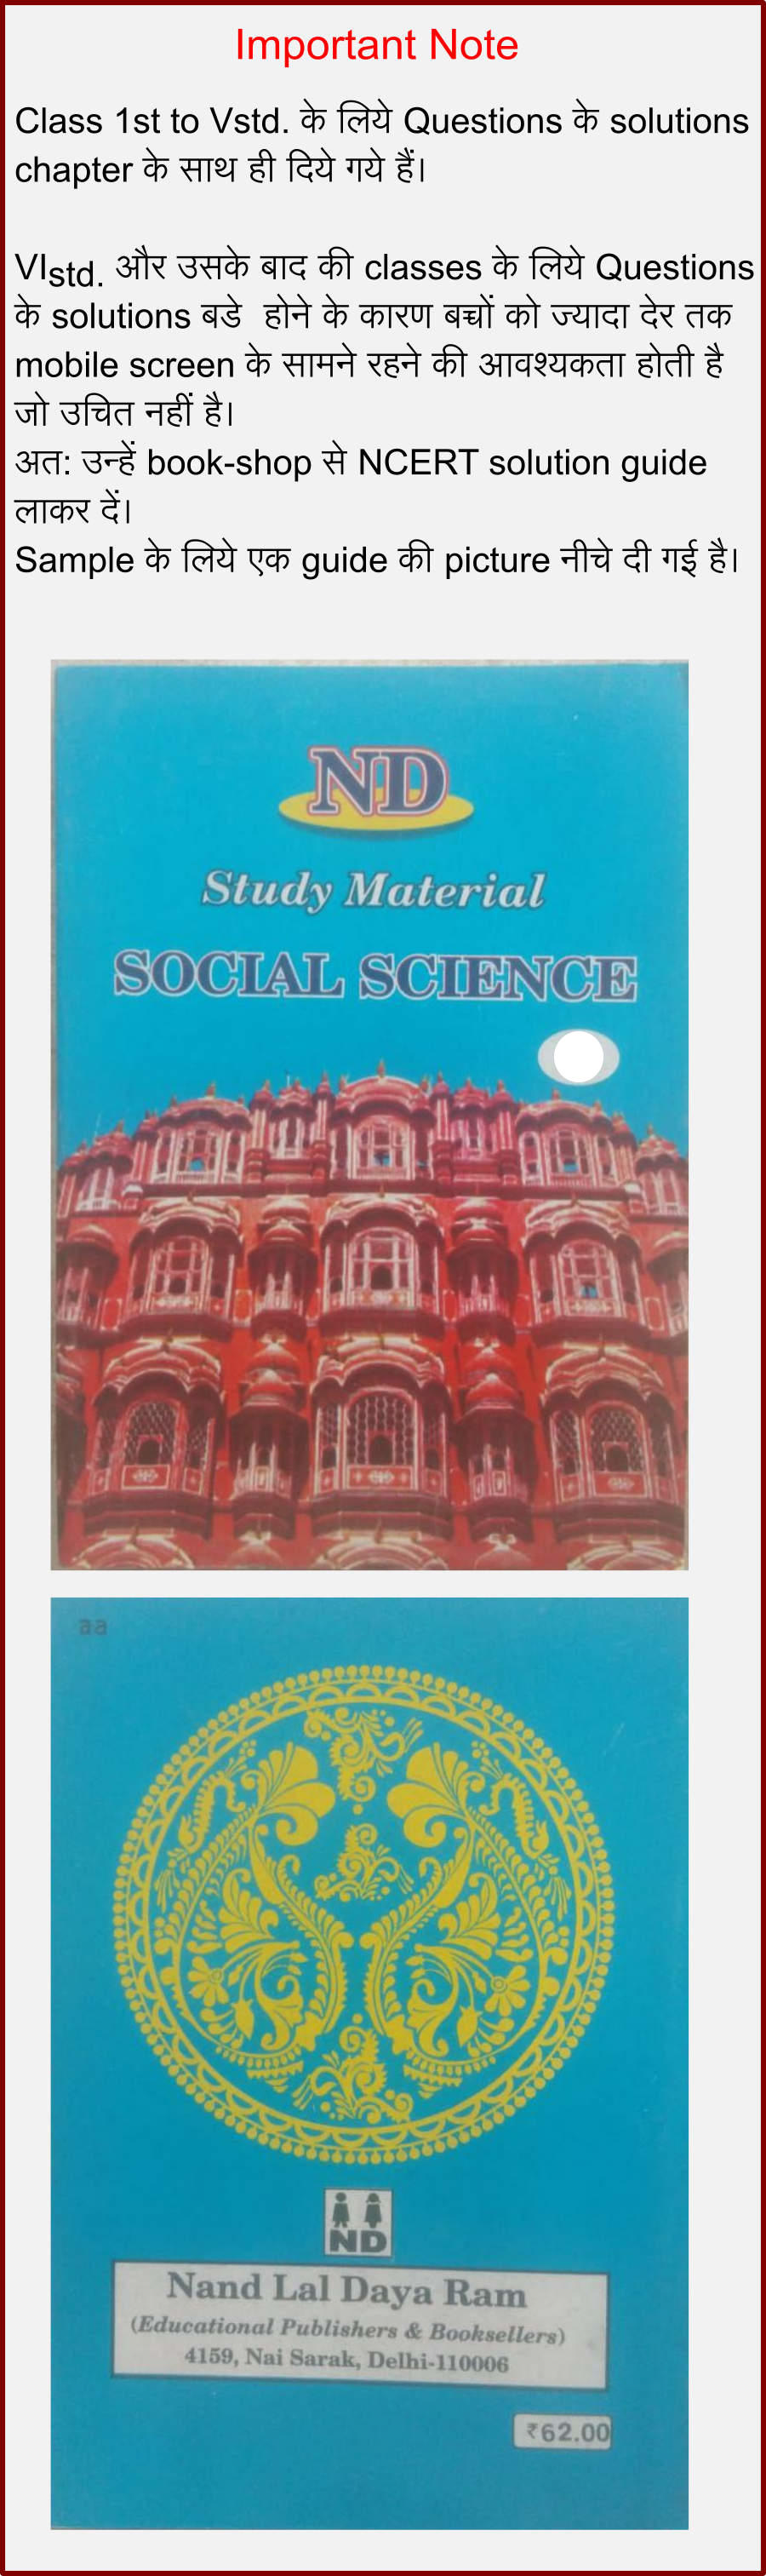 Important Note
Class 1st to Vstd. के लिये Questions के solutions
chapter के साथ ही दिये गये हैं।
VIstd. और उसके बाद की classes के लिये Questions
के solutions बडे होने के कारण बच्चों को ज्यादा देर तक
mobile screen के सामने रहने की आवश्यकता होती है
जो उचित नहीं है।
अत: उन्हें book-shop से NCERT solution guide
लाकर दें।
Sample के लिये एक guide की picture नीचे दी गई है।
ND
Study Material
SOCIAL SCIENCE
aa
ND
Nand Lal Daya Ram
(Educational Publishers & Booksellers)
4159, Nai Sarak, Delhi-110006
₹62.00